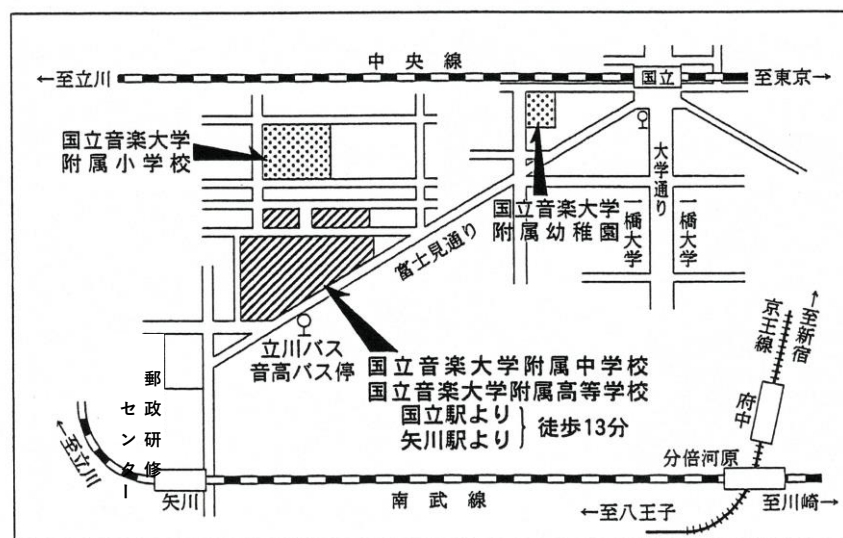 中央線
←至立川
国立
至東京→
国立音楽大学
附属小学校
国立音楽大学
附属幼稚園
大学通り
一橋大学
一橋大学
富士見通り
立川バス
音高バス停
国立音楽大学附属中学校
国立音楽大学附属高等学校
国立駅より
矢川駅より
徒歩13分
郵政研修
センター
←至立川
矢川
南武線
分倍河原
府中
京王線
→至新宿
←至八王子
至川崎→